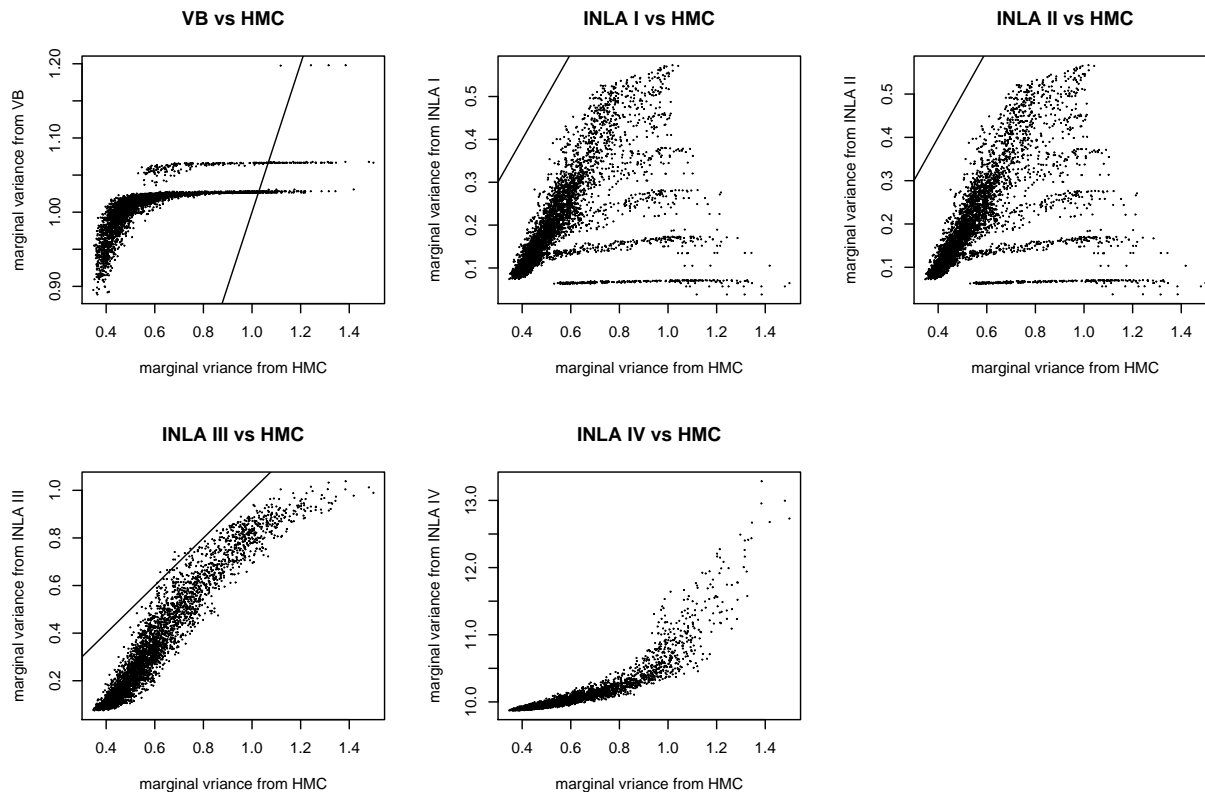 VB vs HMC
marginal variance from VB
0.90 1.00 1.10 1.20
0.4 0.6 0.8 1.0 1.2 1.4
marginal vriance from HMC
INLA I vs HMC
marginal variance from INLA I
0.1 0.2 0.3 0.4 0.5
0.4 0.6 0.8 1.0 1.2 1.4
marginal vriance from HMC
INLA II vs HMC
marginal variance from INLA II
0.1 0.2 0.3 0.4 0.5
0.4 0.6 0.8 1.0 1.2 1.4
marginal vriance from HMC
INLA III vs HMC
marginal variance from INLA III
0.2 0.4 0.6 0.8 1.0
0.4 0.6 0.8 1.0 1.2 1.4
marginal vriance from HMC
INLA IV vs HMC
marginal variance from INLA IV
10.0 11.0 12.0 13.0
0.4 0.6 0.8 1.0 1.2 1.4
marginal vriance from HMC